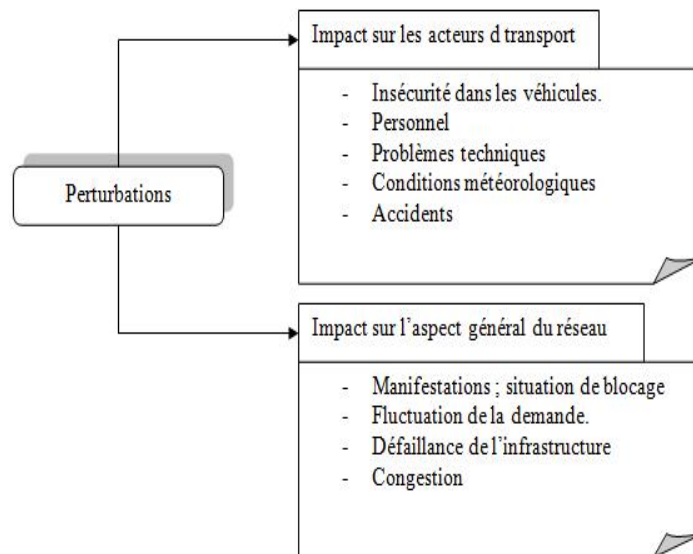 Impact sur les acteurs d transport
- Insécurité dans les véhicules.
- Personnel
- Problèmes techniques
- Conditions météorologiques
- Accidents
Perturbations
Impact sur l’aspect général du réseau
- Manifestations ; situation de blocage
- Fluctuation de la demande.
- Défaillance de l’infrastructure
- Congestion